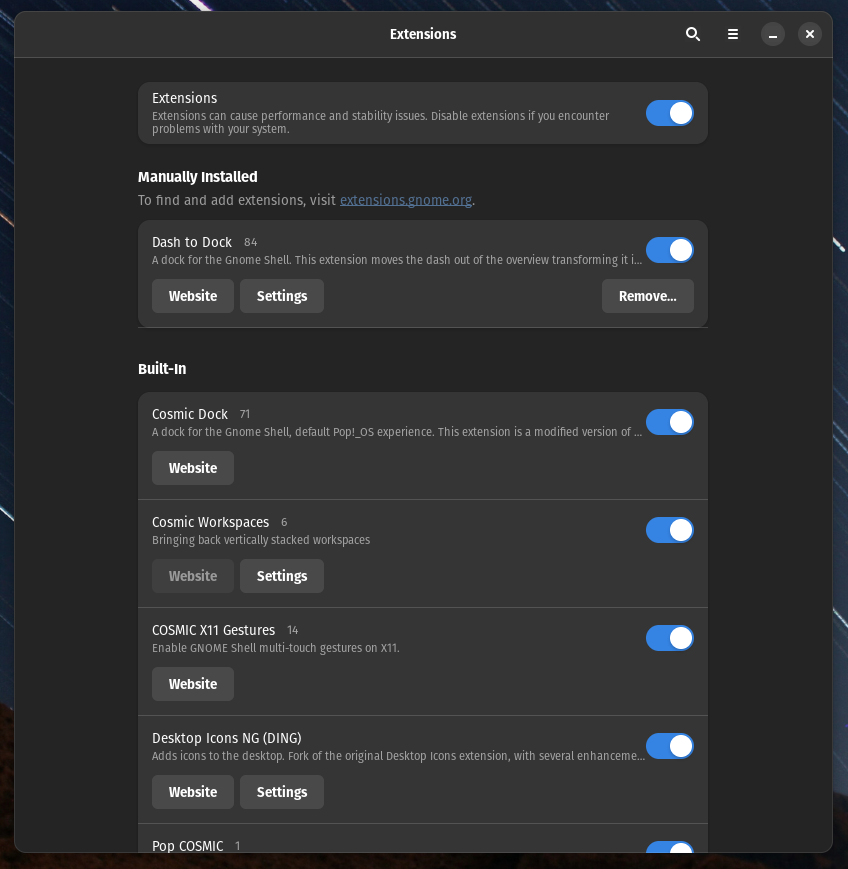 Extensions
Extensions
Extensions can cause performance and stability issues. Disable extensions if you encounter
problems with your system.
Manually Installed
To find and add extensions, visit extensions.gnome.org.
Dash to Dock 84
A dock for the Gnome Shell. This extension moves the dash out of the overview transforming it i…
Website Settings Remove…
Built-In
Cosmic Dock 71
A dock for the Gnome Shell, default Pop!_OS experience. This extension is a modified version of …
Website
Cosmic Workspaces 6
Bringing back vertically stacked workspaces
Website Settings
COSMIC X11 Gestures 14
Enable GNOME Shell multi-touch gestures on X11.
Website
Desktop Icons NG (DING)
Adds icons to the desktop. Fork of the original Desktop Icons extension, with several enhanceme…
Website Settings
Pop COSMIC 1